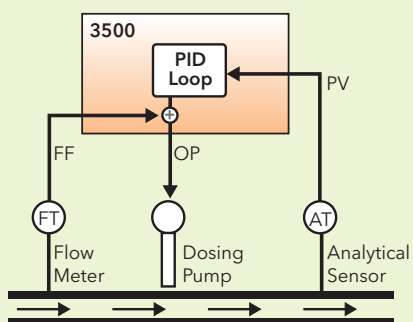 3500
PID
Loop
+
PV
FF
OP
FT
AT
Flow
Meter
Dosing
Pump
Analytical
Sensor